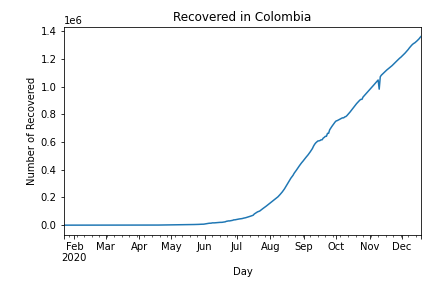 Recovered in Colombia
1e6
1.4
1.2
1.0
0.8
0.6
0.4
0.2
0.0
Number of Recovered
Feb Mar Apr May Jun Jul Aug Sep Oct Nov Dec
2020
Day